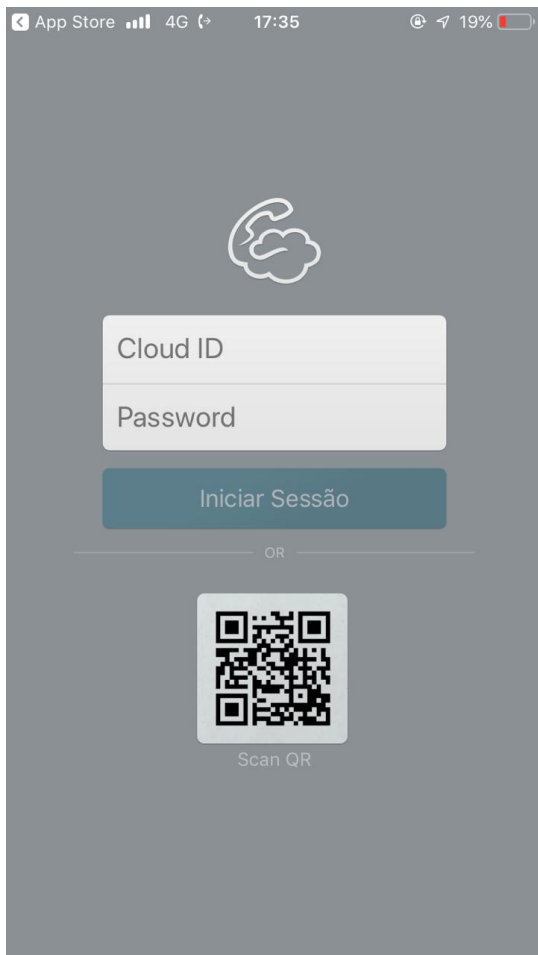 App Store 4G 17:35 19%
Cloud ID
Password
Iniciar Sessão
OR
Scan QR